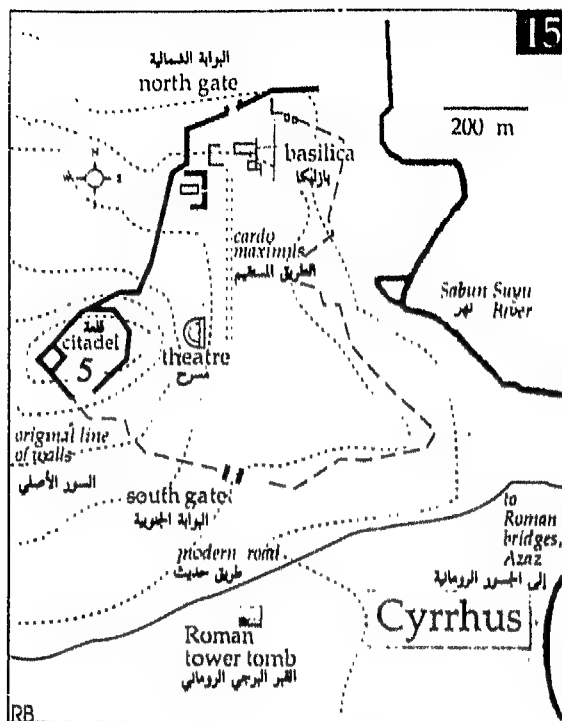 15
البوابة الشمالية
north gate
200 m
basilica
بازليكا
N
cardo
maximus
الطريق المستقيم
Sabun Suyu
River
نهر
قلعة
citadel
5
theatre
مسرح
original line
of walls
السور الأصلي
south gate
البوابة الجنوبية
modern road
طريق حديث
to
Roman
bridges,
Azaz
إلى الجسور الرومانية
Cyrrhus
Roman
tower tomb
القبر البرجي الروماني
RB